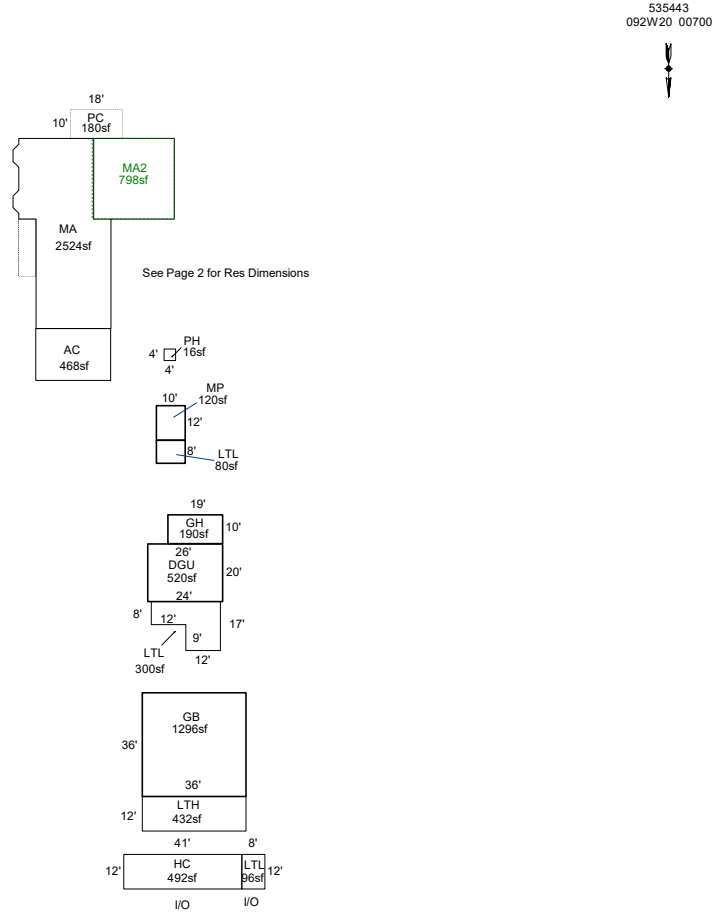 535443
092W20 00700
18'
10'
PC
180sf
MA2
798sf
MA
2524sf
See Page 2 for Res Dimensions
AC
468sf
PH
4'
16sf
4'
MP
10'
120sf
12'
8'
LTL
80sf
19'
GH
10'
190sf
26'
DGU
20'
520sf
24'
8'
12'
17'
9'
LTL
12'
300sf
GB
1296sf
36'
36'
LTH
12'
432sf
41'
8'
12'
HC
LTL
12'
492sf
96sf
I/O
I/O